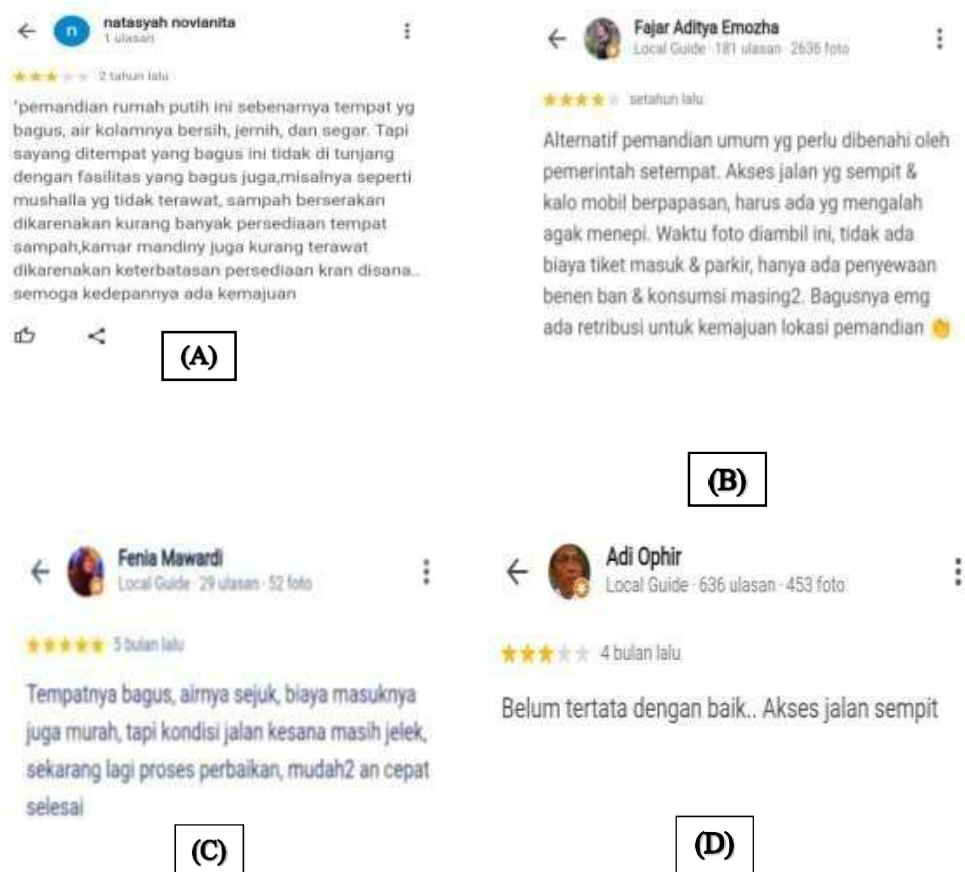 n
natasyah novianita
1 ulasan
2 tahun lalu
"pemandian rumah putih ini sebenarnya tempat yg
bagus, air kolamnya bersih, jernih, dan segar. Tapi
sayang ditempat yang bagus ini tidak di tunjang
dengan fasilitas yang bagus juga,misalnya seperti
mushalla yg tidak terawat, sampah berserakan
dikarenakan kurang banyak persediaan tempat
sampah,kamar mandiny juga kurang terawat
dikarenakan keterbatasan persediaan kran disana..
semoga kedepannya ada kemajuan
(A)
Fajar Aditya Emozha
Local Guide · 181 ulasan · 2636 foto
setahun lalu
Alternatif pemandian umum yg perlu dibenahi oleh
pemerintah setempat. Akses jalan yg sempit &
kalo mobil berpapasan, harus ada yg mengalah
agak menepi. Waktu foto diambil ini, tidak ada
biaya tiket masuk & parkir, hanya ada penyewaan
benen ban & konsumsi masing2. Bagusnya emg
ada retribusi untuk kemajuan lokasi pemandian 👏
(B)
Fenia Mawardi
Local Guide · 29 ulasan · 52 foto
5 bulan lalu
Tempatnya bagus, airnya sejuk, biaya masuknya
juga murah, tapi kondisi jalan kesana masih jelek,
sekarang lagi proses perbaikan, mudah2 an cepat
selesai
(C)
Adi Ophir
Local Guide · 636 ulasan · 453 foto
4 bulan lalu
Belum tertata dengan baik.. Akses jalan sempit
(D)